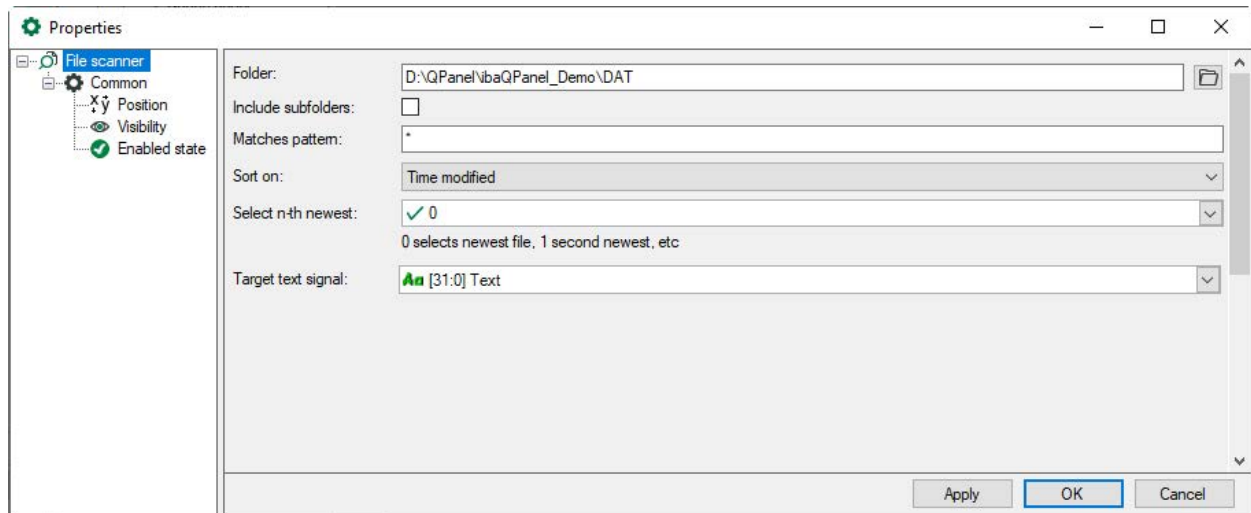 Properties
File scanner
Common
Position
Visibility
Enabled state
Folder: D:\QPanel\ibaQPanel_Demo\DAT
Include subfolders:
Matches pattern: *
Sort on: Time modified
Select n-th newest: 0
0 selects newest file, 1 second newest, etc
Target text signal: Aa [31:0] Text
Apply OK Cancel